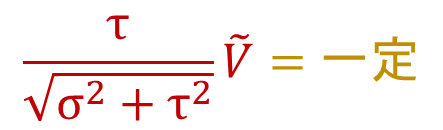 τ/√(σ² + τ²) Ṽ = 一定